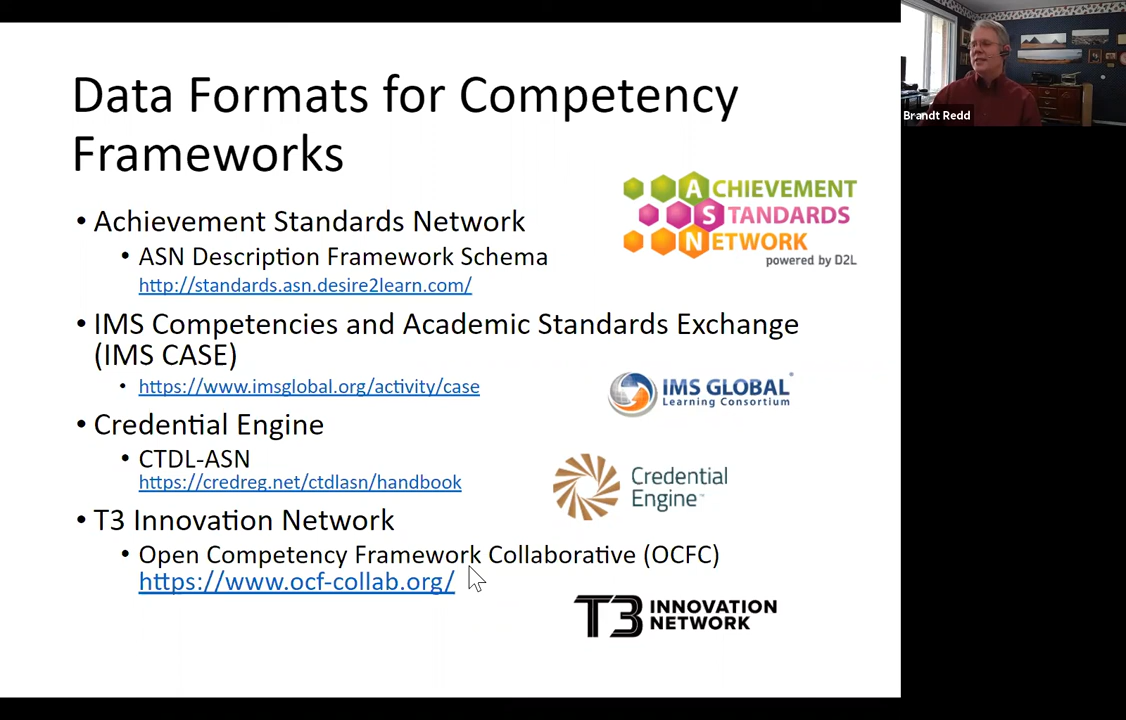 Data Formats for Competency
Frameworks
• Achievement Standards Network
• ASN Description Framework Schema
http://standards.asn.desire2learn.com/
ACHIEVEMENT
STANDARDS
NETWORK
powered by D2L
• IMS Competencies and Academic Standards Exchange
(IMS CASE)
• https://www.imsglobal.org/activity/case
IMS GLOBAL
Learning Consortium
• Credential Engine
• CTDL-ASN
https://credreg.net/ctdlasn/handbook
Credential
Engine™
• T3 Innovation Network
• Open Competency Framework Collaborative (OCFC)
https://www.ocf-collab.org/
T3 INNOVATION
NETWORK
Brandt Redd